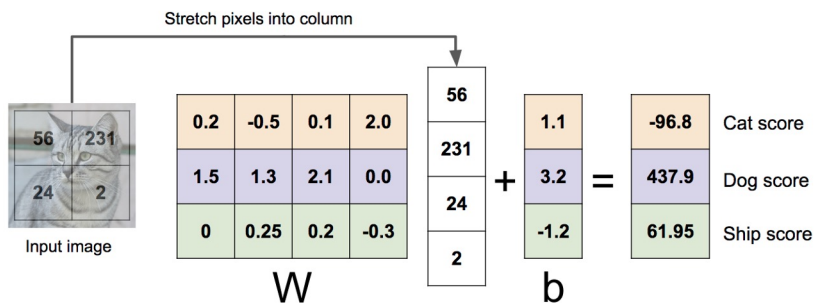 Stretch pixels into column
56 231
24 2
Input image
0.2 -0.5 0.1 2.0
1.5 1.3 2.1 0.0
0 0.25 0.2 -0.3
W
56
231
24
2
+
1.1
3.2
-1.2
b
=
-96.8 Cat score
437.9 Dog score
61.95 Ship score